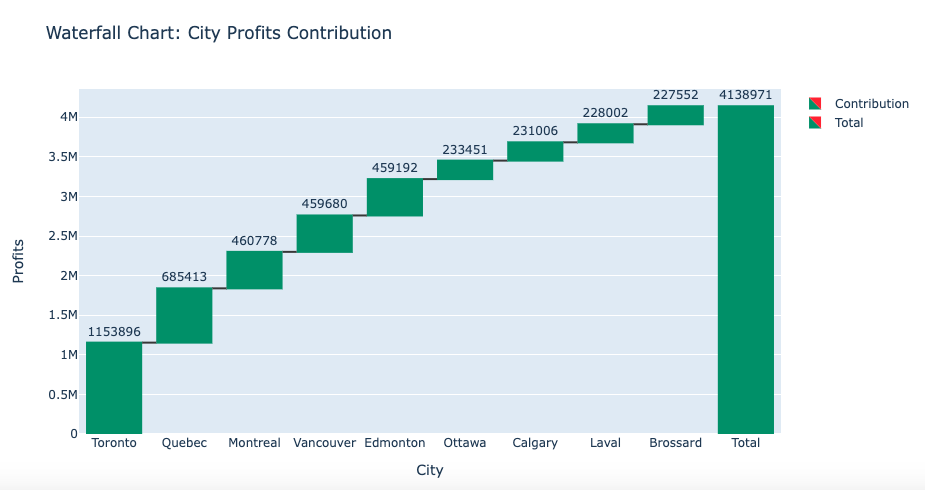 Waterfall Chart: City Profits Contribution
227552 4138971
228002
231006
233451
459192
459680
460778
685413
1153896
Contribution
Total
4M
3.5M
3M
2.5M
2M
1.5M
1M
0.5M
0
Profits
Toronto Quebec Montreal Vancouver Edmonton Ottawa Calgary Laval Brossard Total
City